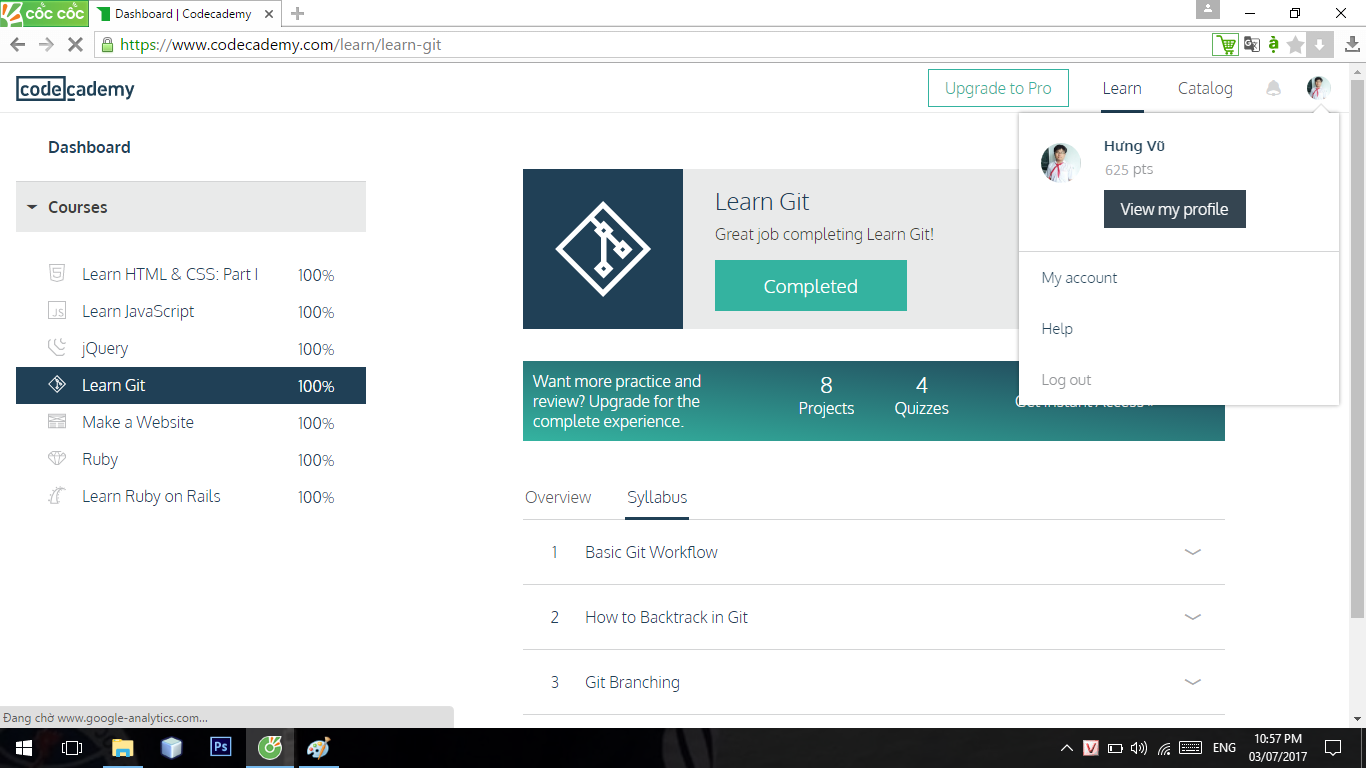 cốc cốc
Dashboard | Codecademy
https://www.codecademy.com/learn/learn-git
codecademy
Upgrade to Pro
Learn
Catalog
Hưng Vũ
625 pts
View my profile
My account
Help
Log out
Dashboard
Courses
Learn HTML & CSS: Part I 100%
JS Learn JavaScript 100%
jQuery 100%
Learn Git 100%
Make a Website 100%
Ruby 100%
Learn Ruby on Rails 100%
Learn Git
Great job completing Learn Git!
Completed
Want more practice and
review? Upgrade for the
complete experience.
8
Projects
4
Quizzes
Overview
Syllabus
1 Basic Git Workflow
2 How to Backtrack in Git
3 Git Branching
Đang chờ www.google-analytics.com...
Ps
V
ENG
10:57 PM
03/07/2017